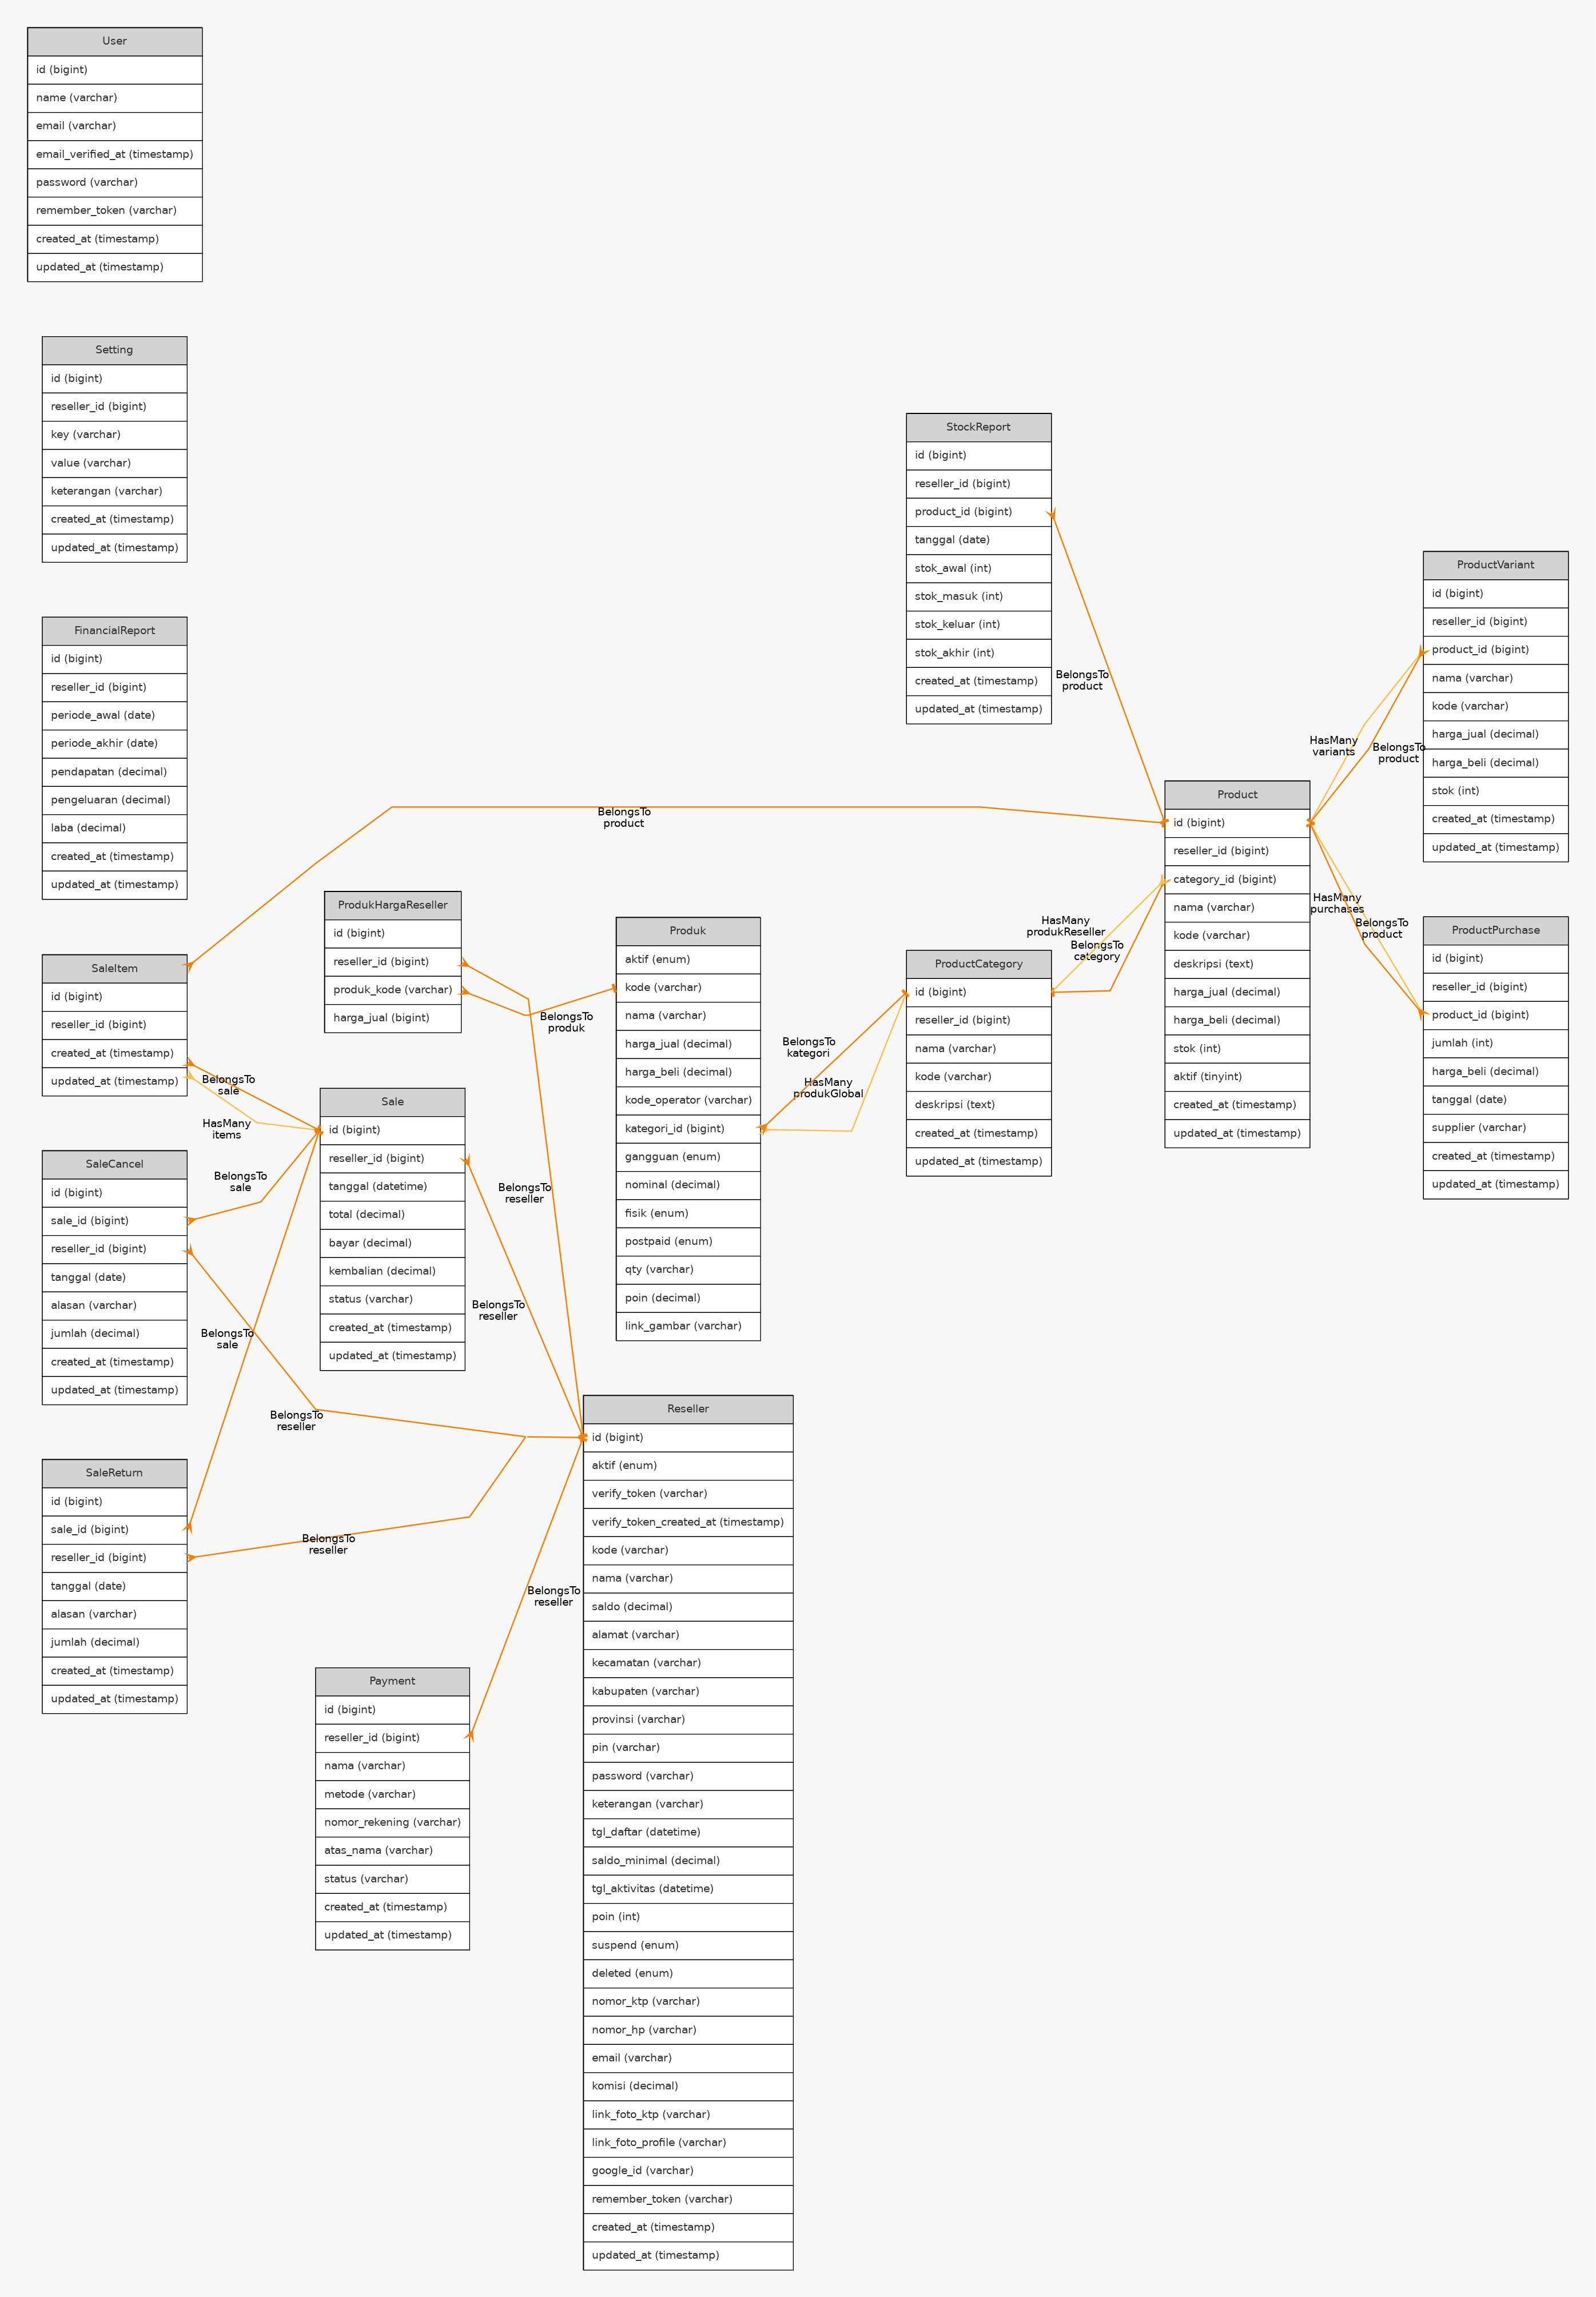 User
id (bigint)
name (varchar)
email (varchar)
email_verified_at (timestamp)
password (varchar)
remember_token (varchar)
created_at (timestamp)
updated_at (timestamp)
Setting
id (bigint)
reseller_id (bigint)
key (varchar)
value (varchar)
keterangan (varchar)
created_at (timestamp)
updated_at (timestamp)
FinancialReport
id (bigint)
reseller_id (bigint)
periode_awal (date)
periode_akhir (date)
pendapatan (decimal)
pengeluaran (decimal)
laba (decimal)
created_at (timestamp)
updated_at (timestamp)
SaleItem
id (bigint)
reseller_id (bigint)
created_at (timestamp)
updated_at (timestamp)
SaleCancel
id (bigint)
sale_id (bigint)
reseller_id (bigint)
tanggal (date)
alasan (varchar)
jumlah (decimal)
created_at (timestamp)
updated_at (timestamp)
SaleReturn
id (bigint)
sale_id (bigint)
reseller_id (bigint)
tanggal (date)
alasan (varchar)
jumlah (decimal)
created_at (timestamp)
updated_at (timestamp)
BelongsTo
sale
HasMany
items
BelongsTo
sale
BelongsTo
sale
BelongsTo
reseller
BelongsTo
reseller
ProdukHargaReseller
id (bigint)
reseller_id (bigint)
produk_kode (varchar)
harga_jual (bigint)
Sale
id (bigint)
reseller_id (bigint)
tanggal (datetime)
total (decimal)
bayar (decimal)
kembalian (decimal)
status (varchar)
created_at (timestamp)
updated_at (timestamp)
Payment
id (bigint)
reseller_id (bigint)
nama (varchar)
metode (varchar)
nomor_rekening (varchar)
atas_nama (varchar)
status (varchar)
created_at (timestamp)
updated_at (timestamp)
BelongsTo
product
BelongsTo
produk
BelongsTo
reseller
BelongsTo
reseller
BelongsTo
reseller
Produk
aktif (enum)
kode (varchar)
nama (varchar)
harga_jual (decimal)
harga_beli (decimal)
kode_operator (varchar)
kategori_id (bigint)
gangguan (enum)
nominal (decimal)
fisik (enum)
postpaid (enum)
qty (varchar)
poin (decimal)
link_gambar (varchar)
Reseller
id (bigint)
aktif (enum)
verify_token (varchar)
verify_token_created_at (timestamp)
kode (varchar)
nama (varchar)
saldo (decimal)
alamat (varchar)
kecamatan (varchar)
kabupaten (varchar)
provinsi (varchar)
pin (varchar)
password (varchar)
keterangan (varchar)
tgl_daftar (datetime)
saldo_minimal (decimal)
tgl_aktivitas (datetime)
poin (int)
suspend (enum)
deleted (enum)
nomor_ktp (varchar)
nomor_hp (varchar)
email (varchar)
komisi (decimal)
link_foto_ktp (varchar)
link_foto_profile (varchar)
google_id (varchar)
remember_token (varchar)
created_at (timestamp)
updated_at (timestamp)
BelongsTo
kategori
HasMany
produkGlobal
StockReport
id (bigint)
reseller_id (bigint)
product_id (bigint)
tanggal (date)
stok_awal (int)
stok_masuk (int)
stok_keluar (int)
stok_akhir (int)
created_at (timestamp)
updated_at (timestamp)
ProductCategory
id (bigint)
reseller_id (bigint)
nama (varchar)
kode (varchar)
deskripsi (text)
created_at (timestamp)
updated_at (timestamp)
BelongsTo
product
HasMany
produkReseller
BelongsTo
category
Product
id (bigint)
reseller_id (bigint)
category_id (bigint)
nama (varchar)
kode (varchar)
deskripsi (text)
harga_jual (decimal)
harga_beli (decimal)
stok (int)
aktif (tinyint)
created_at (timestamp)
updated_at (timestamp)
HasMany
variants
BelongsTo
product
HasMany
purchases
BelongsTo
product
ProductVariant
id (bigint)
reseller_id (bigint)
product_id (bigint)
nama (varchar)
kode (varchar)
harga_jual (decimal)
harga_beli (decimal)
stok (int)
created_at (timestamp)
updated_at (timestamp)
ProductPurchase
id (bigint)
reseller_id (bigint)
product_id (bigint)
jumlah (int)
harga_beli (decimal)
tanggal (date)
supplier (varchar)
created_at (timestamp)
updated_at (timestamp)